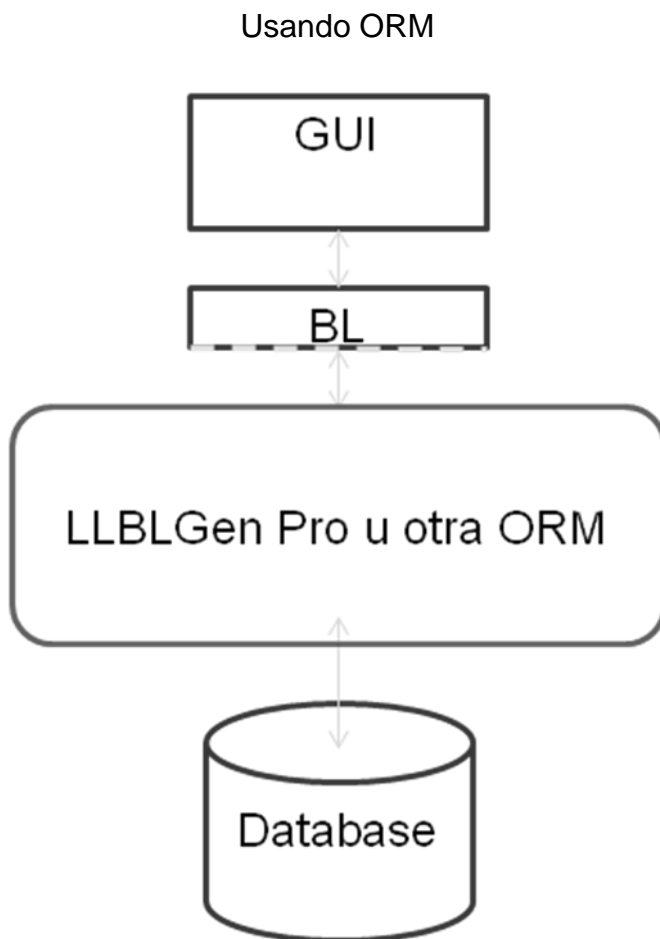 Usando ORM
GUI
BL
LLBLGen Pro u otra ORM
Database